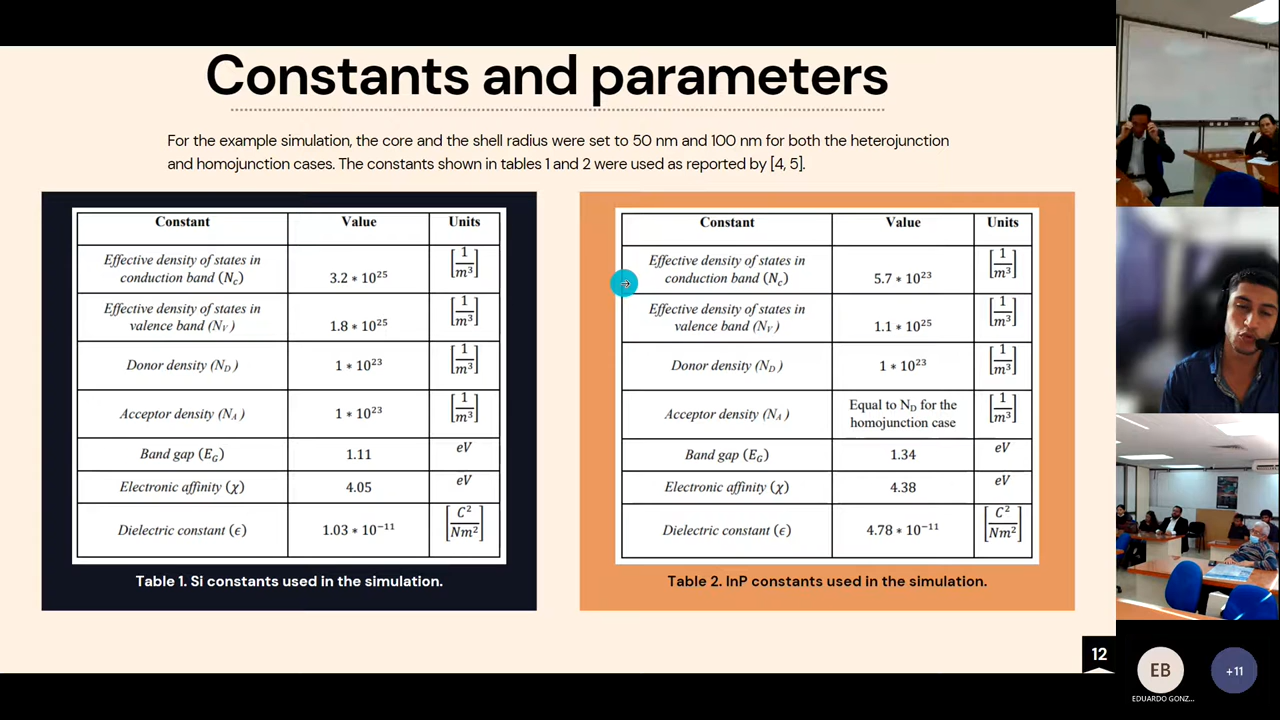 Constants and parameters
For the example simulation, the core and the shell radius were set to 50 nm and 100 nm for both the heterojunction
and homojunction cases. The constants shown in tables 1 and 2 were used as reported by [4, 5].
Constant Value Units
Effective density of states in
conduction band (N_c) 3.2 * 10^25 [1/m^3]
Effective density of states in
valence band (N_V) 1.8 * 10^25 [1/m^3]
Donor density (N_D) 1 * 10^23 [1/m^3]
Acceptor density (N_A) 1 * 10^23 [1/m^3]
Band gap (E_G) 1.11 eV
Electronic affinity (χ) 4.05 eV
Dielectric constant (ϵ) 1.03 * 10^−11 [C^2/Nm^2]
Table 1. Si constants used in the simulation.
Constant Value Units
Effective density of states in
conduction band (N_c) 5.7 * 10^23 [1/m^3]
Effective density of states in
valence band (N_V) 1.1 * 10^25 [1/m^3]
Donor density (N_D) 1 * 10^23 [1/m^3]
Acceptor density (N_A) Equal to N_D for the
homojunction case [1/m^3]
Band gap (E_G) 1.34 eV
Electronic affinity (χ) 4.38 eV
Dielectric constant (ϵ) 4.78 * 10^−11 [C^2/Nm^2]
Table 2. InP constants used in the simulation.
12
EB
EDUARDO GONZ...
+11